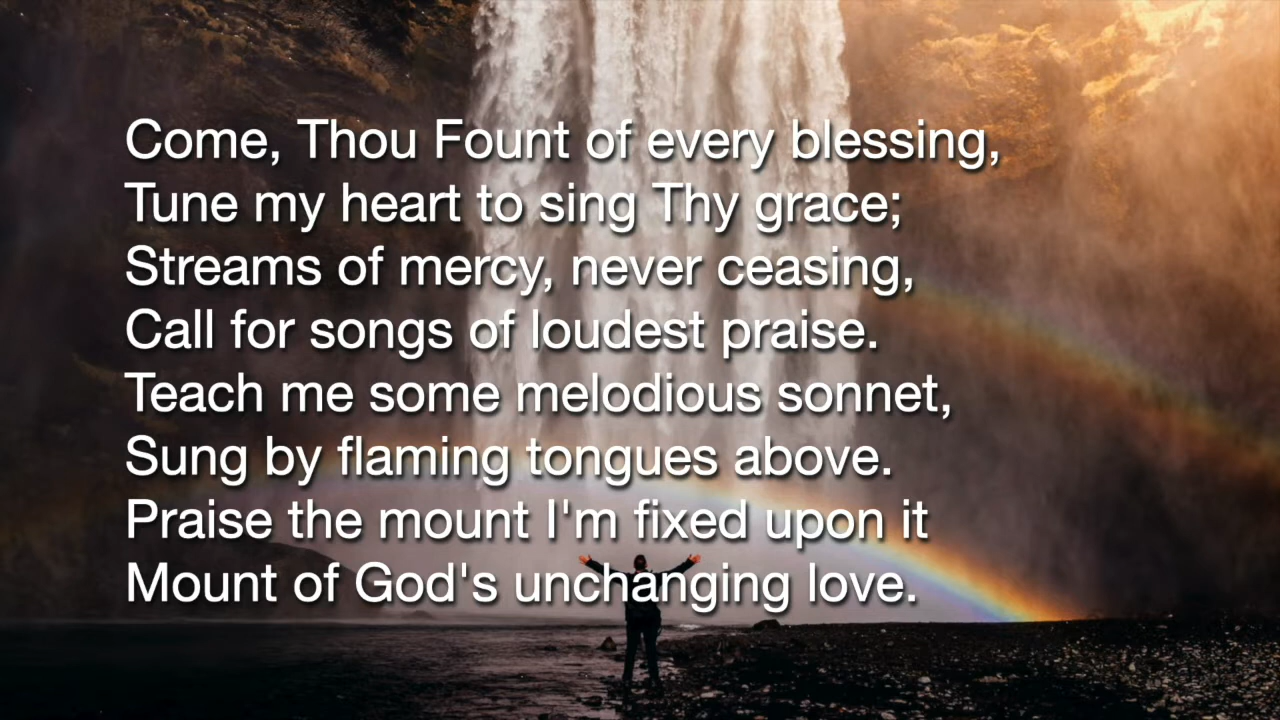 Come, Thou Fount of every blessing,
Tune my heart to sing Thy grace;
Streams of mercy, never ceasing,
Call for songs of loudest praise.
Teach me some melodious sonnet,
Sung by flaming tongues above.
Praise the mount I'm fixed upon it
Mount of God's unchanging love.